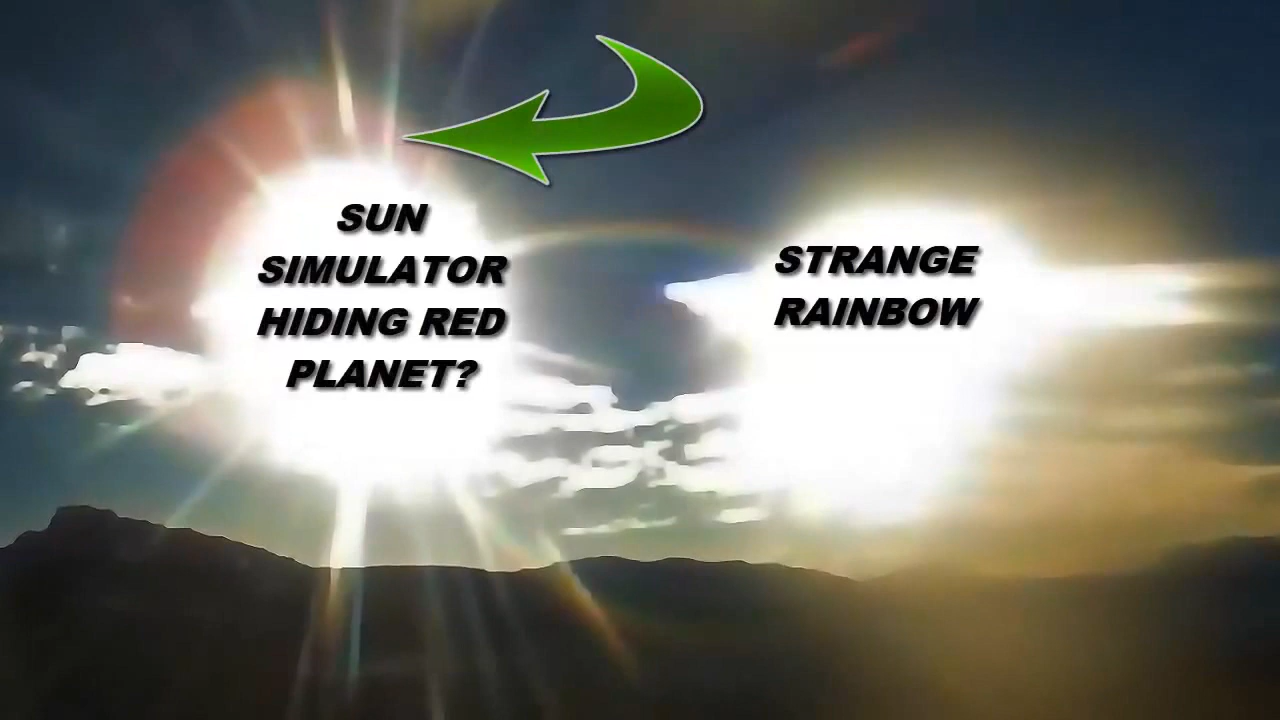 SUN
SIMULATOR
HIDING RED
PLANET?
STRANGE
RAINBOW